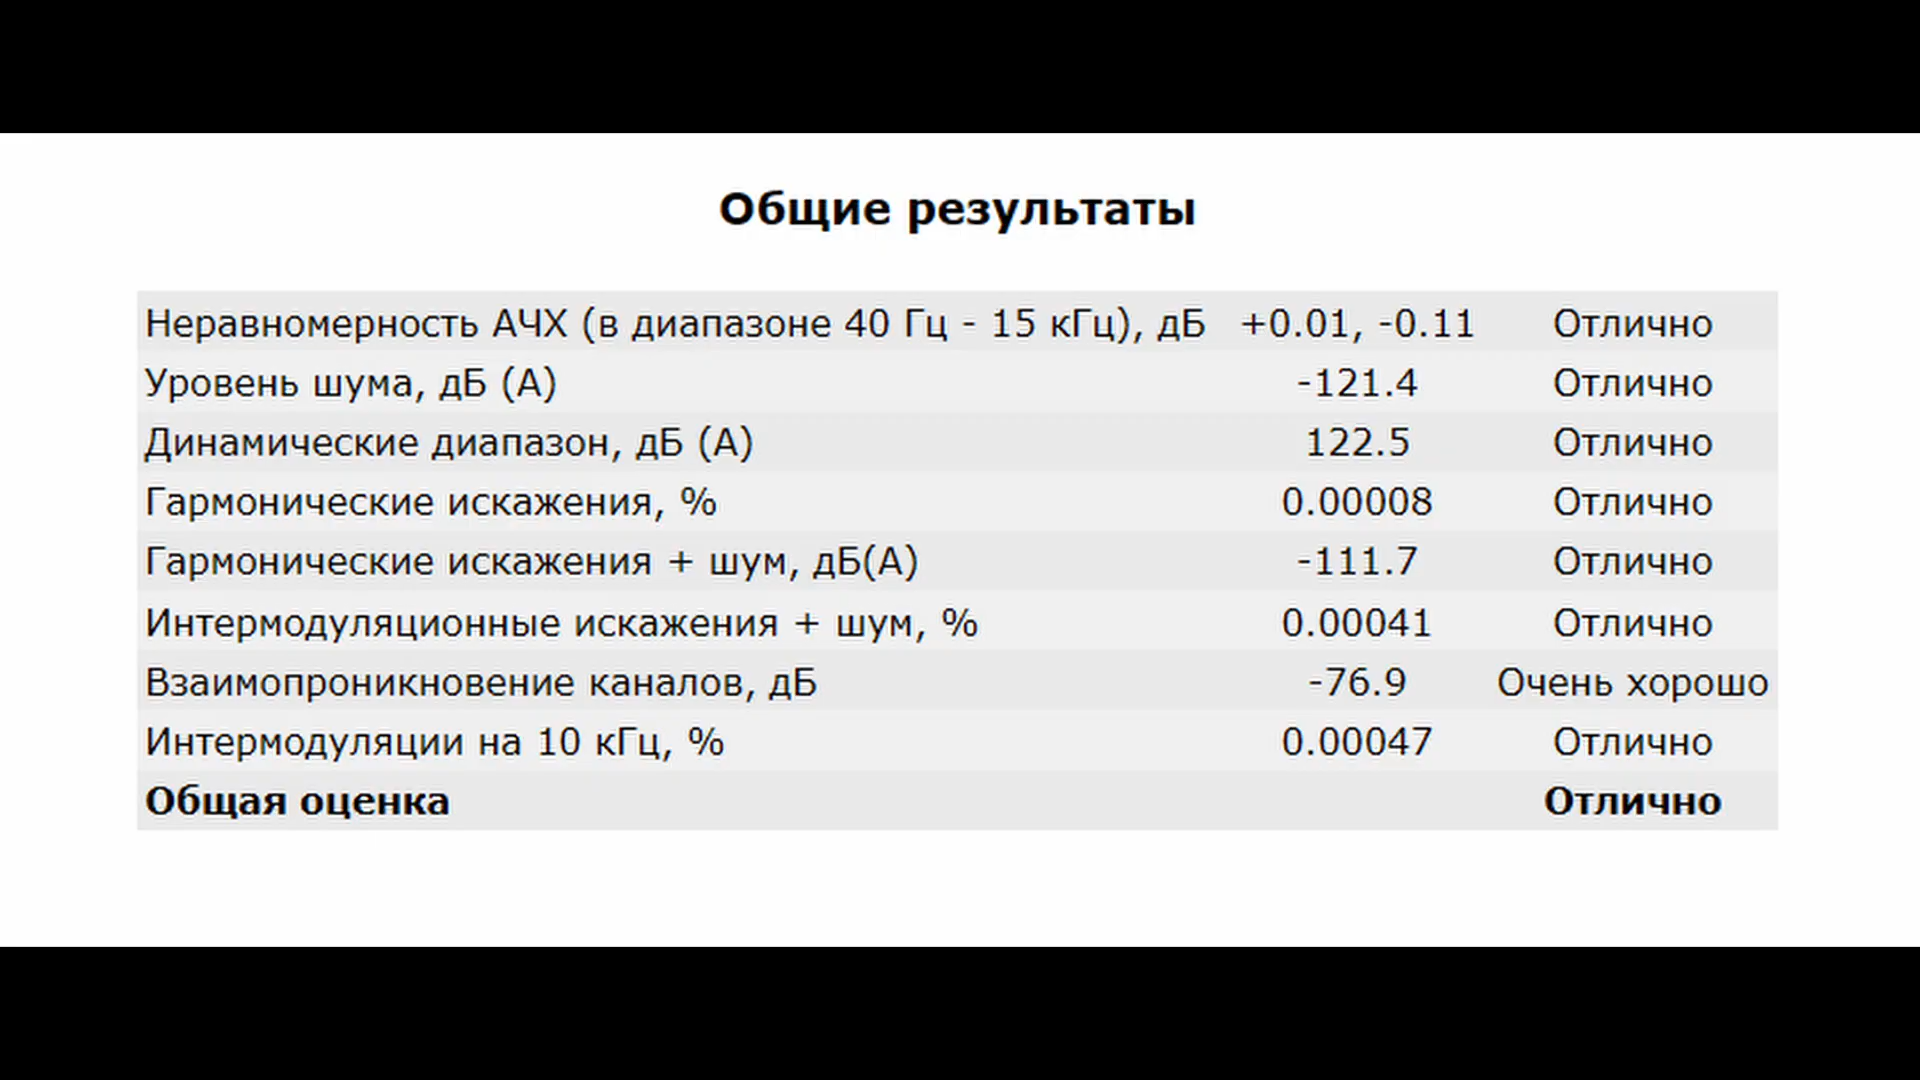 Общие результаты
Неравномерность АЧХ (в диапазоне 40 Гц - 15 кГц), дБ +0.01, -0.11 Отлично
Уровень шума, дБ (А) -121.4 Отлично
Динамические диапазон, дБ (А) 122.5 Отлично
Гармонические искажения, % 0.00008 Отлично
Гармонические искажения + шум, дБ(А) -111.7 Отлично
Интермодуляционные искажения + шум, % 0.00041 Отлично
Взаимопроникновение каналов, дБ -76.9 Очень хорошо
Интермодуляции на 10 кГц, % 0.00047 Отлично
Общая оценка Отлично